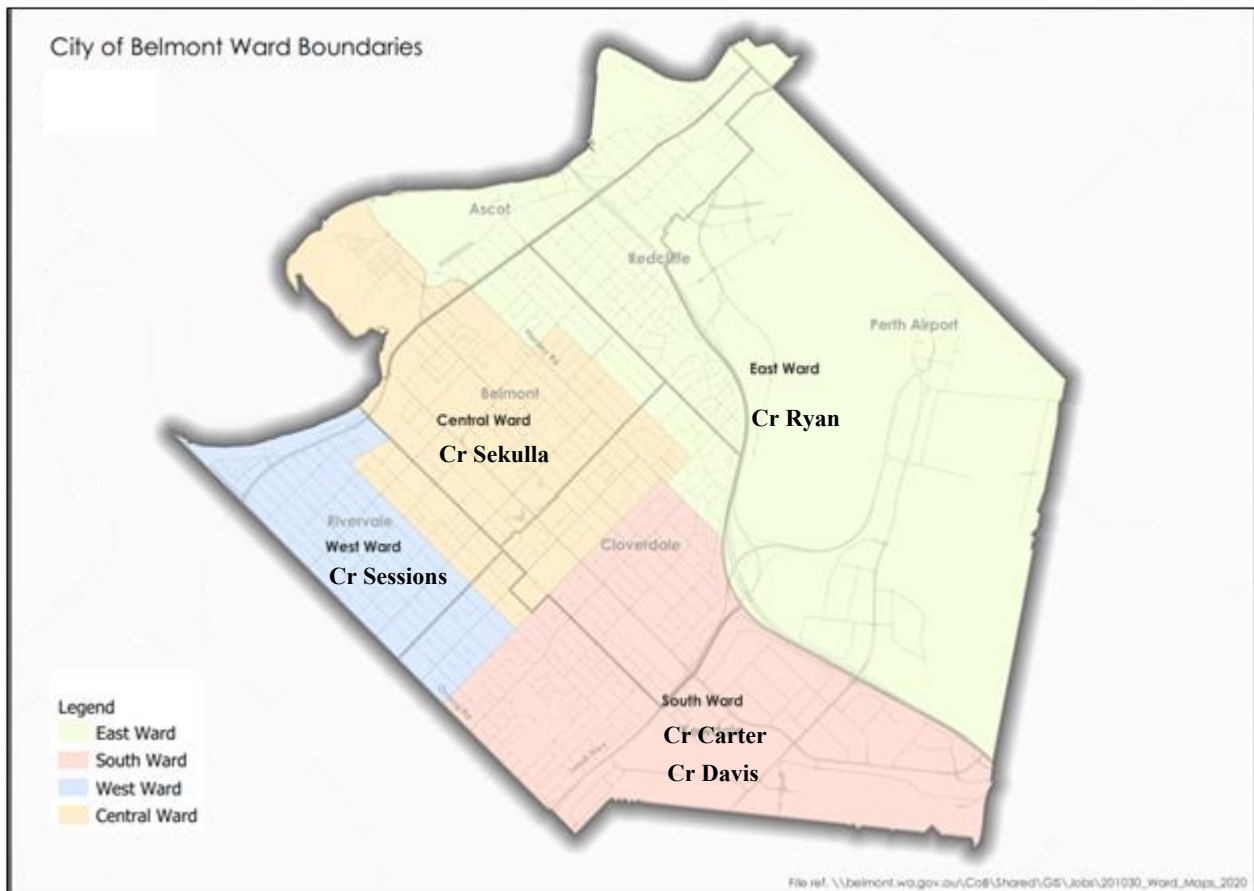 City of Belmont Ward Boundaries
Ascot
Redcliffe
Perth Airport
East Ward
Cr Ryan
Belmont
Central Ward
Cr Sekulla
Rivervale
West Ward
Cr Sessions
Cloverdale
South Ward
Cr Carter
Cr Davis
Legend
East Ward
South Ward
West Ward
Central Ward
File ref. \\belmont.wa.gov.au\CoB\Shared\GIS\Jobs\201030_Ward_Maps_2020